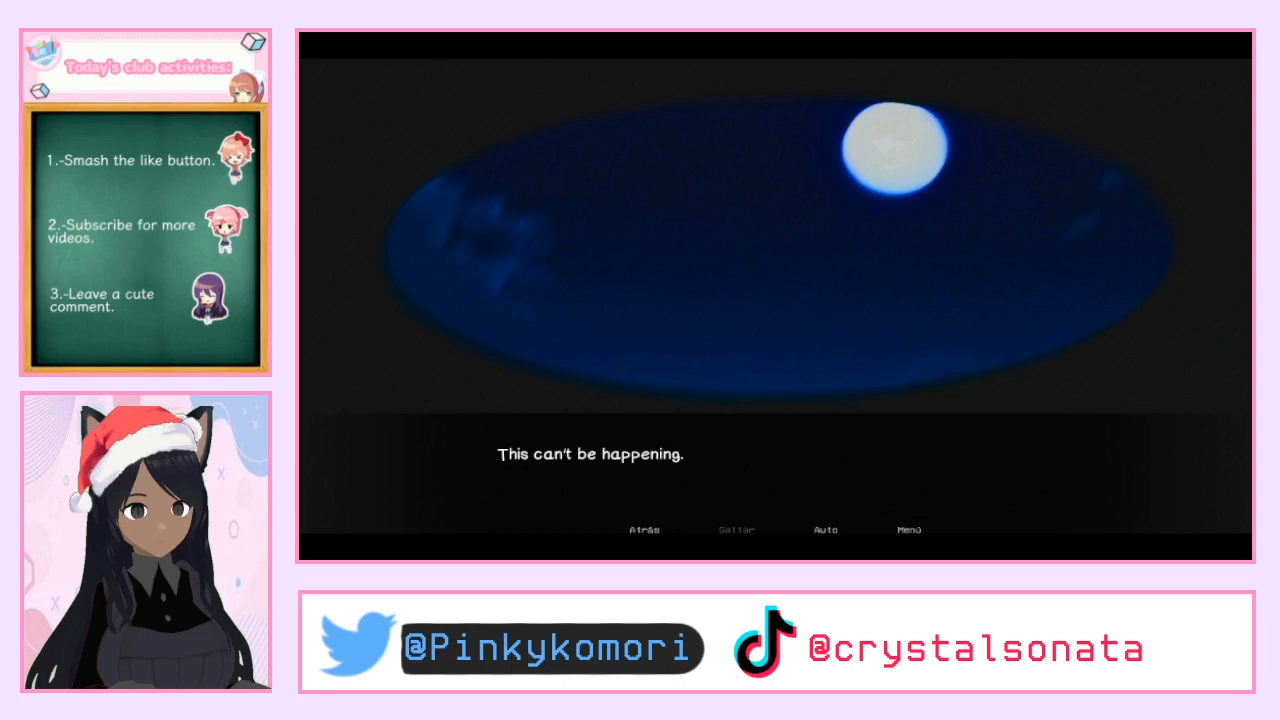 Today's club activities:
1.-Smash the like button.
2.-Subscribe for more
videos.
3.-Leave a cute
comment.
This can't be happening.
Atrás Saltar Auto Menú
@Pinkykomori @crystalsonata